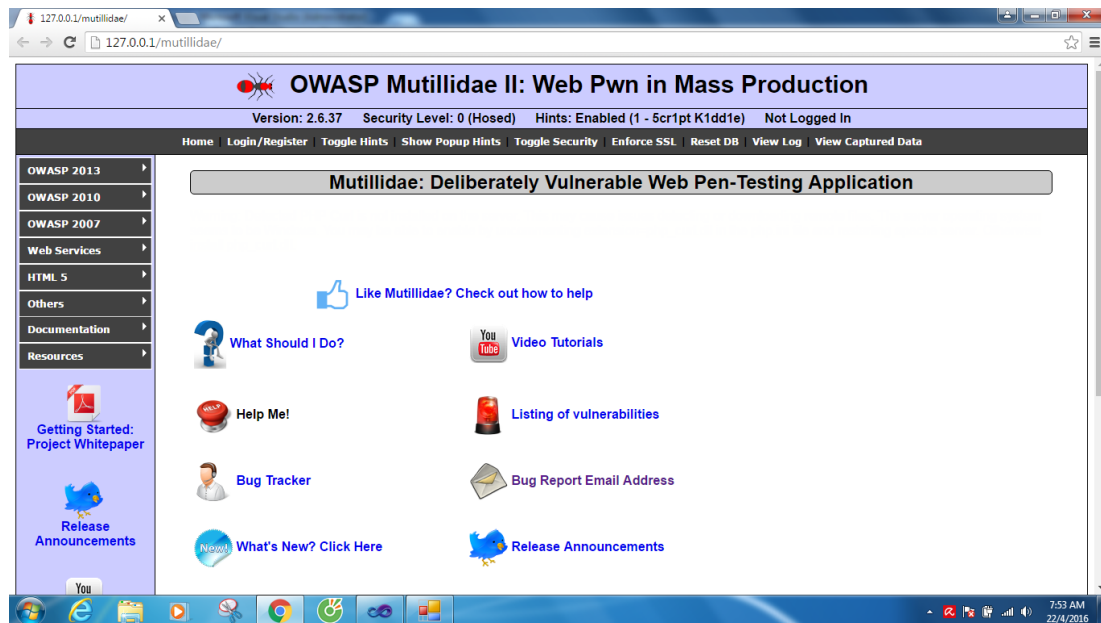 127.0.0.1/mutillidae/
127.0.0.1/mutillidae/
OWASP Mutillidae II: Web Pwn in Mass Production
Version: 2.6.37 Security Level: 0 (Hosed) Hints: Enabled (1 - 5cr1pt K1dd1e) Not Logged In
Home Login/Register Toggle Hints Show Popup Hints Toggle Security Enforce SSL Reset DB View Log View Captured Data
OWASP 2013
OWASP 2010
OWASP 2007
Web Services
HTML 5
Others
Documentation
Resources
Getting Started:
Project Whitepaper
Release
Announcements
You
Mutillidae: Deliberately Vulnerable Web Pen-Testing Application
Like Mutillidae? Check out how to help
What Should I Do?
You
Tube
Video Tutorials
HELP
Help Me!
Listing of vulnerabilities
Bug Tracker
Bug Report Email Address
New!
What's New? Click Here
Release Announcements
7:53 AM
22/4/2016